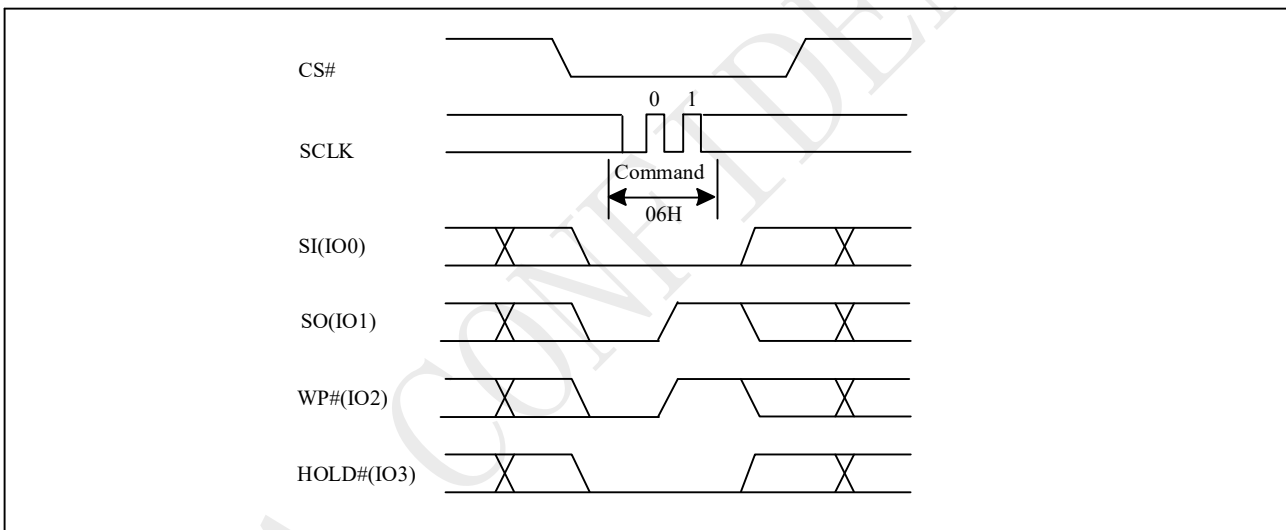 CS#
0 1
SCLK
Command
06H
SI(IO0)
SO(IO1)
WP#(IO2)
HOLD#(IO3)